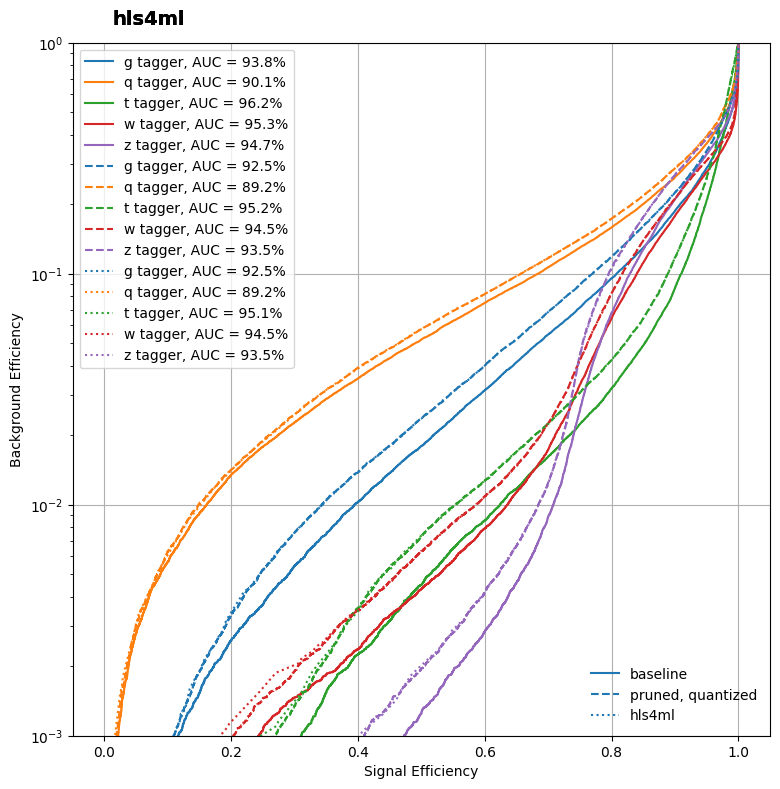 hls4ml
g tagger, AUC = 93.8%
q tagger, AUC = 90.1%
t tagger, AUC = 96.2%
w tagger, AUC = 95.3%
z tagger, AUC = 94.7%
g tagger, AUC = 92.5%
q tagger, AUC = 89.2%
t tagger, AUC = 95.2%
w tagger, AUC = 94.5%
z tagger, AUC = 93.5%
g tagger, AUC = 92.5%
q tagger, AUC = 89.2%
t tagger, AUC = 95.1%
w tagger, AUC = 94.5%
z tagger, AUC = 93.5%
10⁰
10⁻¹
10⁻²
10⁻³
Background Efficiency
baseline
pruned, quantized
hls4ml
0.0 0.2 0.4 0.6 0.8 1.0
Signal Efficiency